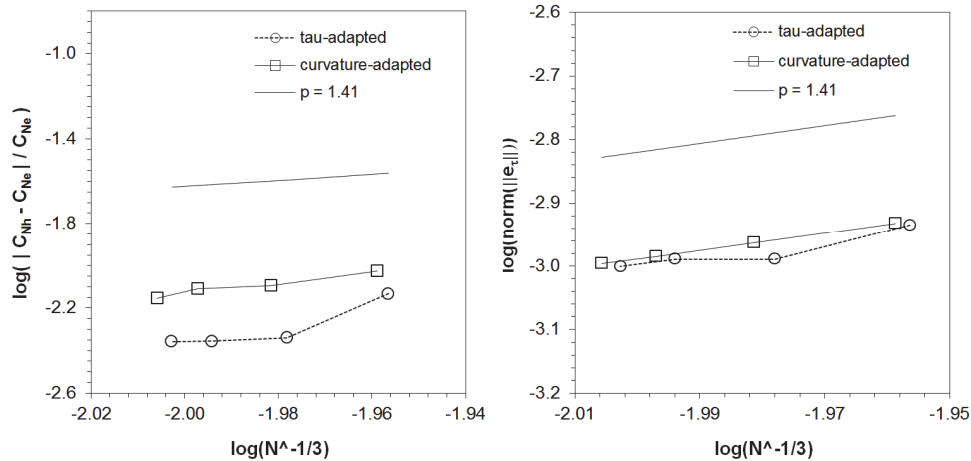 -1.0
-1.4
-1.8
-2.2
-2.6
-2.02
-2.00
-1.98
-1.96
-1.94
log(N^-1/3)
log( | C_Nh - C_Ne | / C_Ne )
tau-adapted
curvature-adapted
p = 1.41
-2.6
-2.7
-2.8
-2.9
-3.0
-3.1
-3.2
-2.01
-1.99
-1.97
-1.95
log(N^-1/3)
log(norm(||e_τ||))
tau-adapted
curvature-adapted
p = 1.41